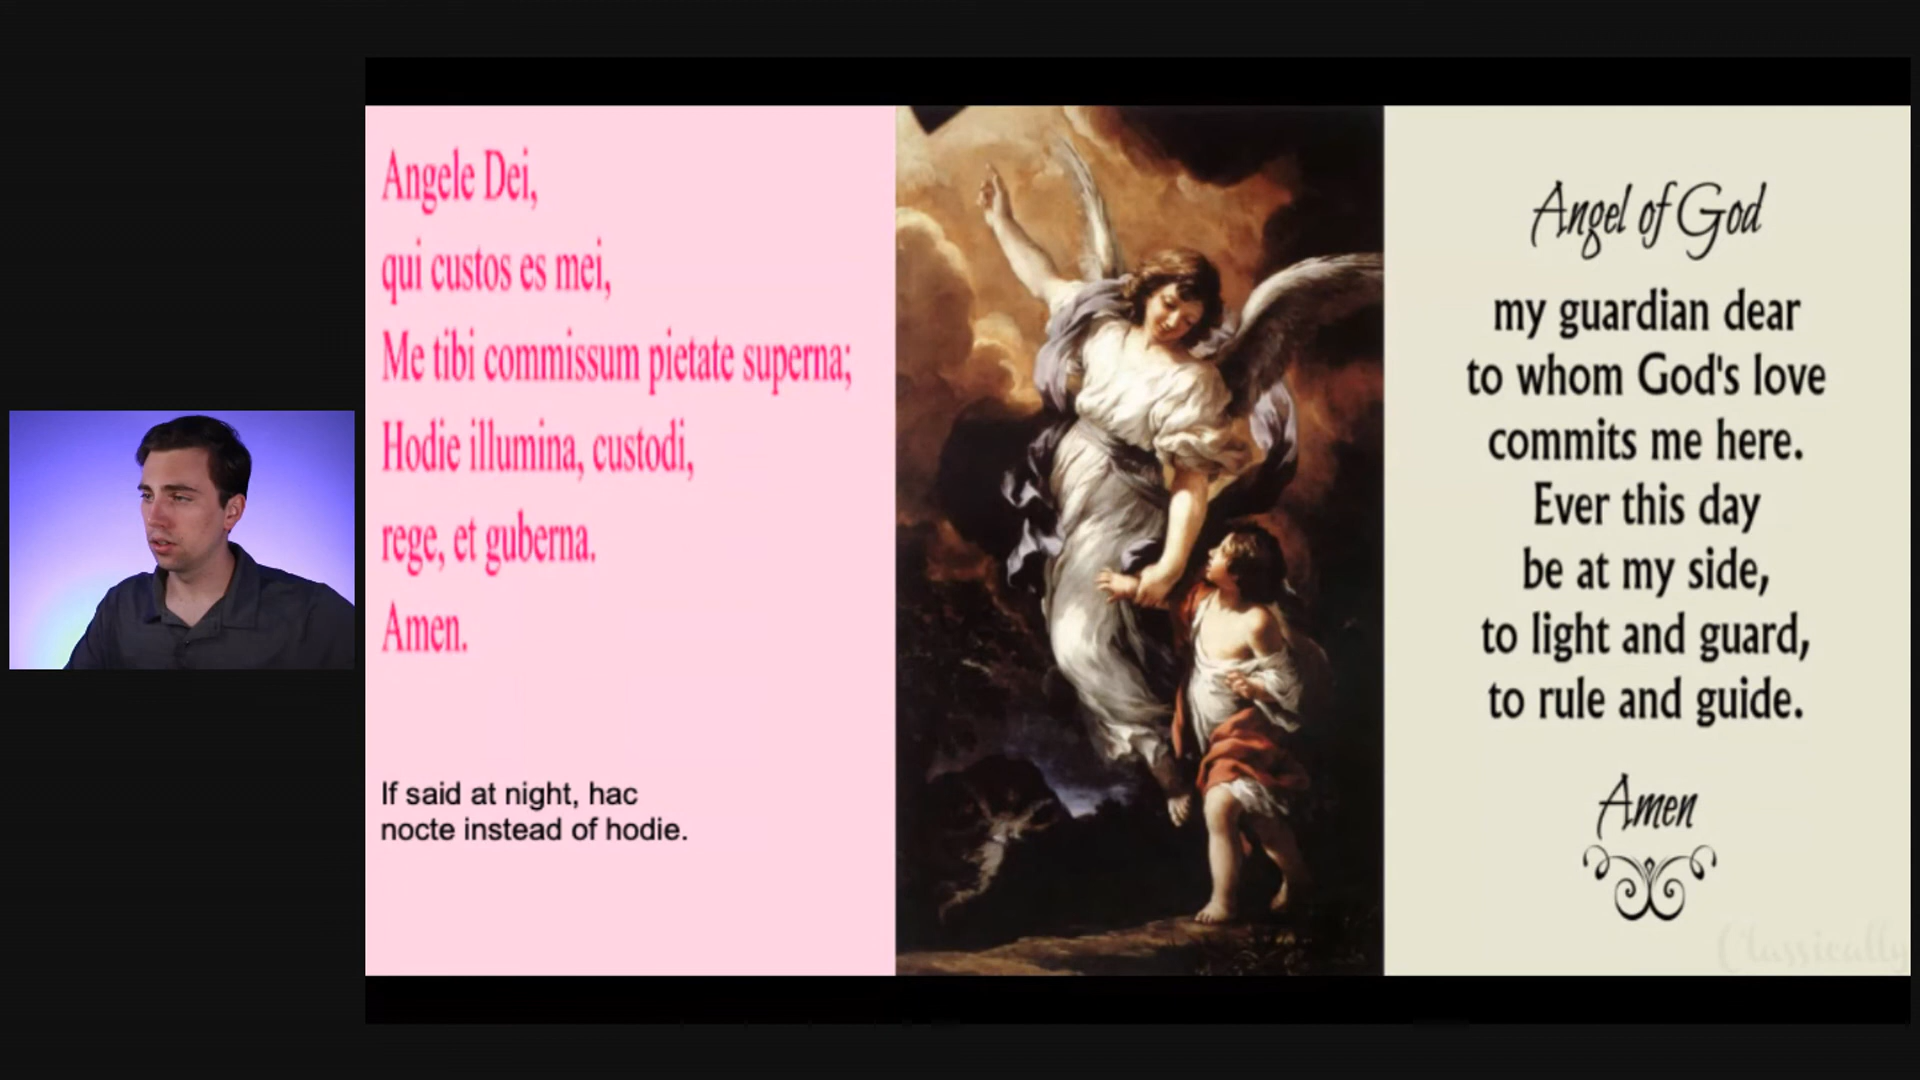 Angele Dei,
qui custos es mei,
Me tibi commissum pietate superna;
Hodie illumina, custodi,
rege, et guberna.
Amen.
If said at night, hac
nocte instead of hodie.
Angel of God
my guardian dear
to whom God's love
commits me here.
Ever this day
be at my side,
to light and guard,
to rule and guide.
Amen
Classically